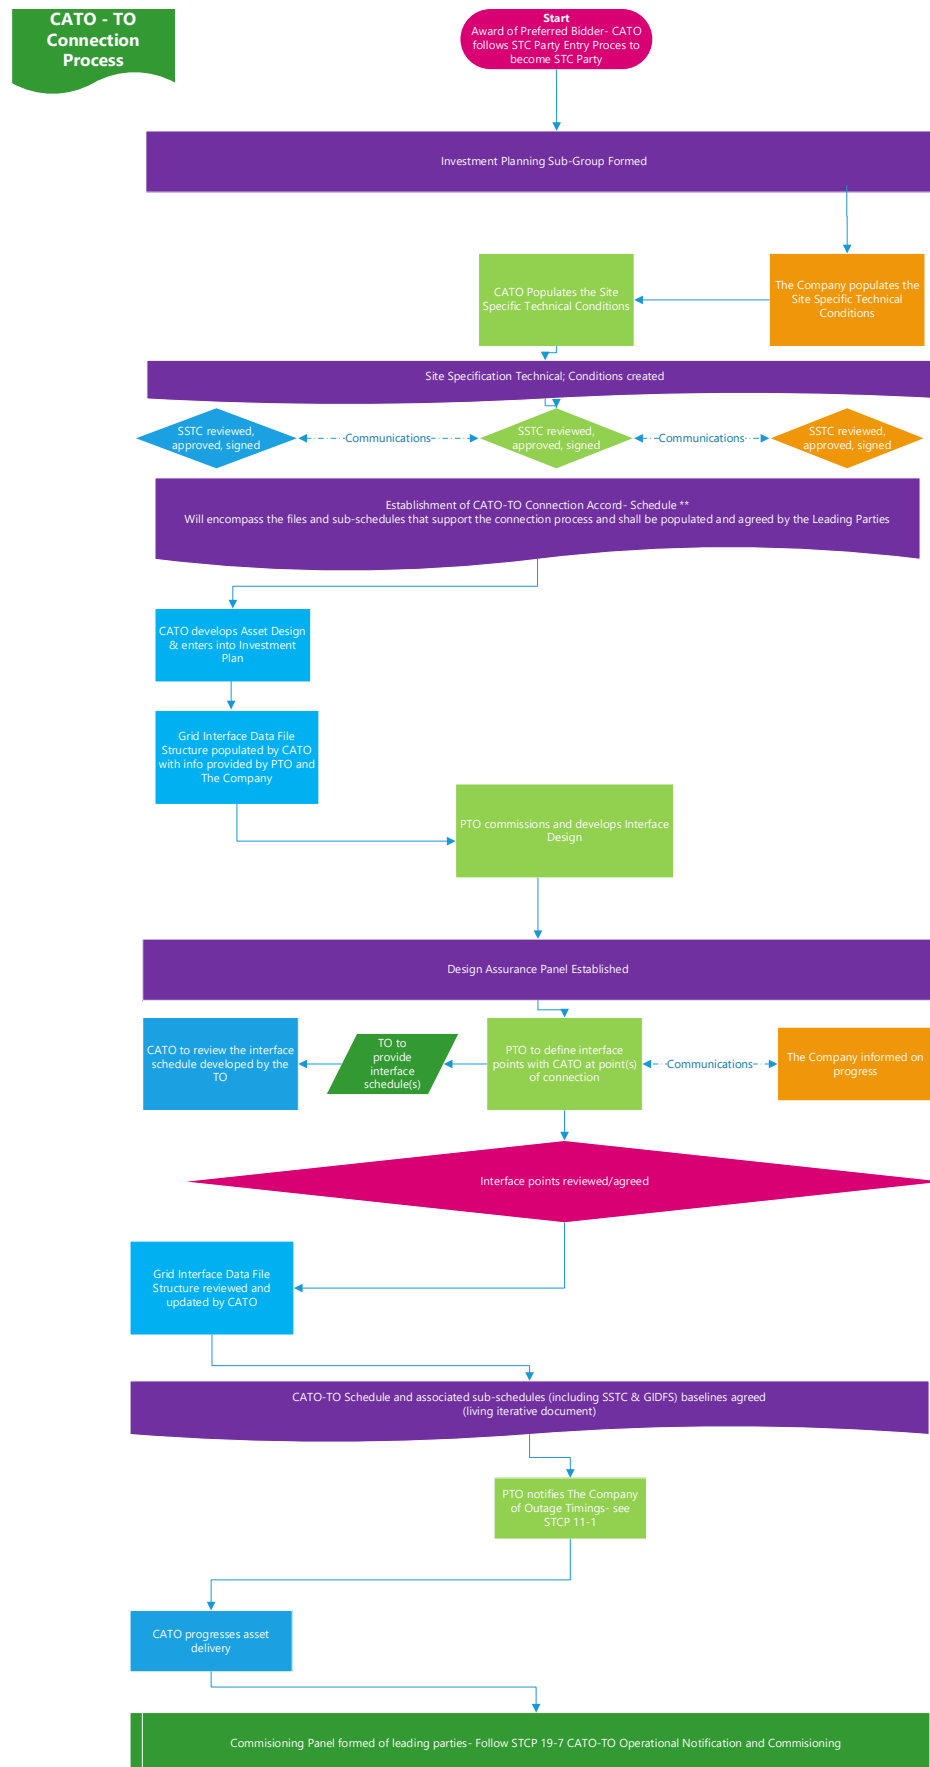 CATO - TO
Connection
Process
Start
Award of Preferred Bidder- CATO
follows STC Party Entry Proces to
become STC Party
Investment Planning Sub-Group Formed
CATO Populates the Site
Specific Technical Conditions
The Company populates the
Site Specific Technical
Conditions
Site Specification Technical; Conditions created
SSTC reviewed,
approved, signed
Communications
SSTC reviewed,
approved, signed
Communications
SSTC reviewed,
approved, signed
Establishment of CATO-TO Connection Accord- Schedule **
Will encompass the files and sub-schedules that support the connection process and shall be populated and agreed by the Leading Parties
CATO develops Asset Design
& enters into Investment
Plan
Grid Interface Data File
Structure populated by CATO
with info provided by PTO and
The Company
PTO commissions and develops Interface
Design
Design Assurance Panel Established
CATO to review the interface
schedule developed by the
TO
TO to
provide
interface
schedule(s)
PTO to define interface
points with CATO at point(s)
of connection
Communications
The Company informed on
progress
Interface points reviewed/agreed
Grid Interface Data File
Structure reviewed and
updated by CATO
CATO-TO Schedule and associated sub-schedules (including SSTC & GIDFS) baselines agreed
(living iterative document)
PTO notifies The Company
of Outage Timings- see
STCP 11-1
CATO progresses asset
delivery
Commisioning Panel formed of leading parties- Follow STCP 19-7 CATO-TO Operational Notification and Commisioning